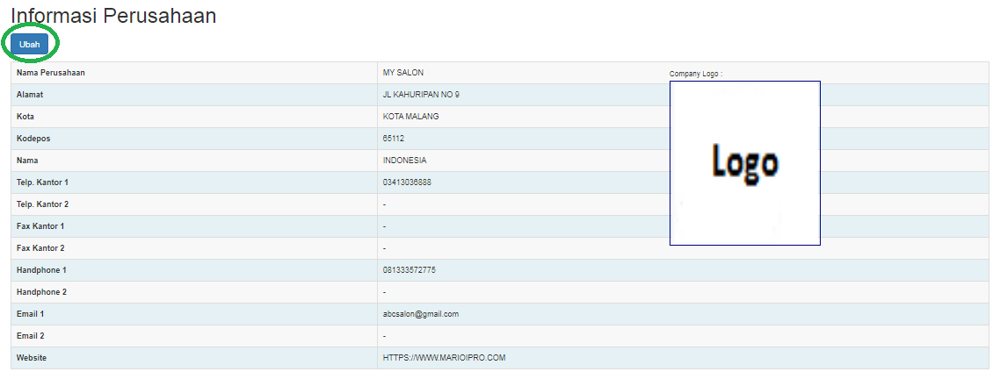 Informasi Perusahaan
Ubah
Nama Perusahaan MY SALON
Company Logo :
Alamat JL KAHURIPAN NO 9
Kota KOTA MALANG
Kodepos 65112
Nama INDONESIA
Logo
Telp. Kantor 1 03413036888
Telp. Kantor 2 -
Fax Kantor 1 -
Fax Kantor 2 -
Handphone 1 081333572775
Handphone 2 -
Email 1 abcsalon@gmail.com
Email 2 -
Website HTTPS://WWW.MARIOIPRO.COM